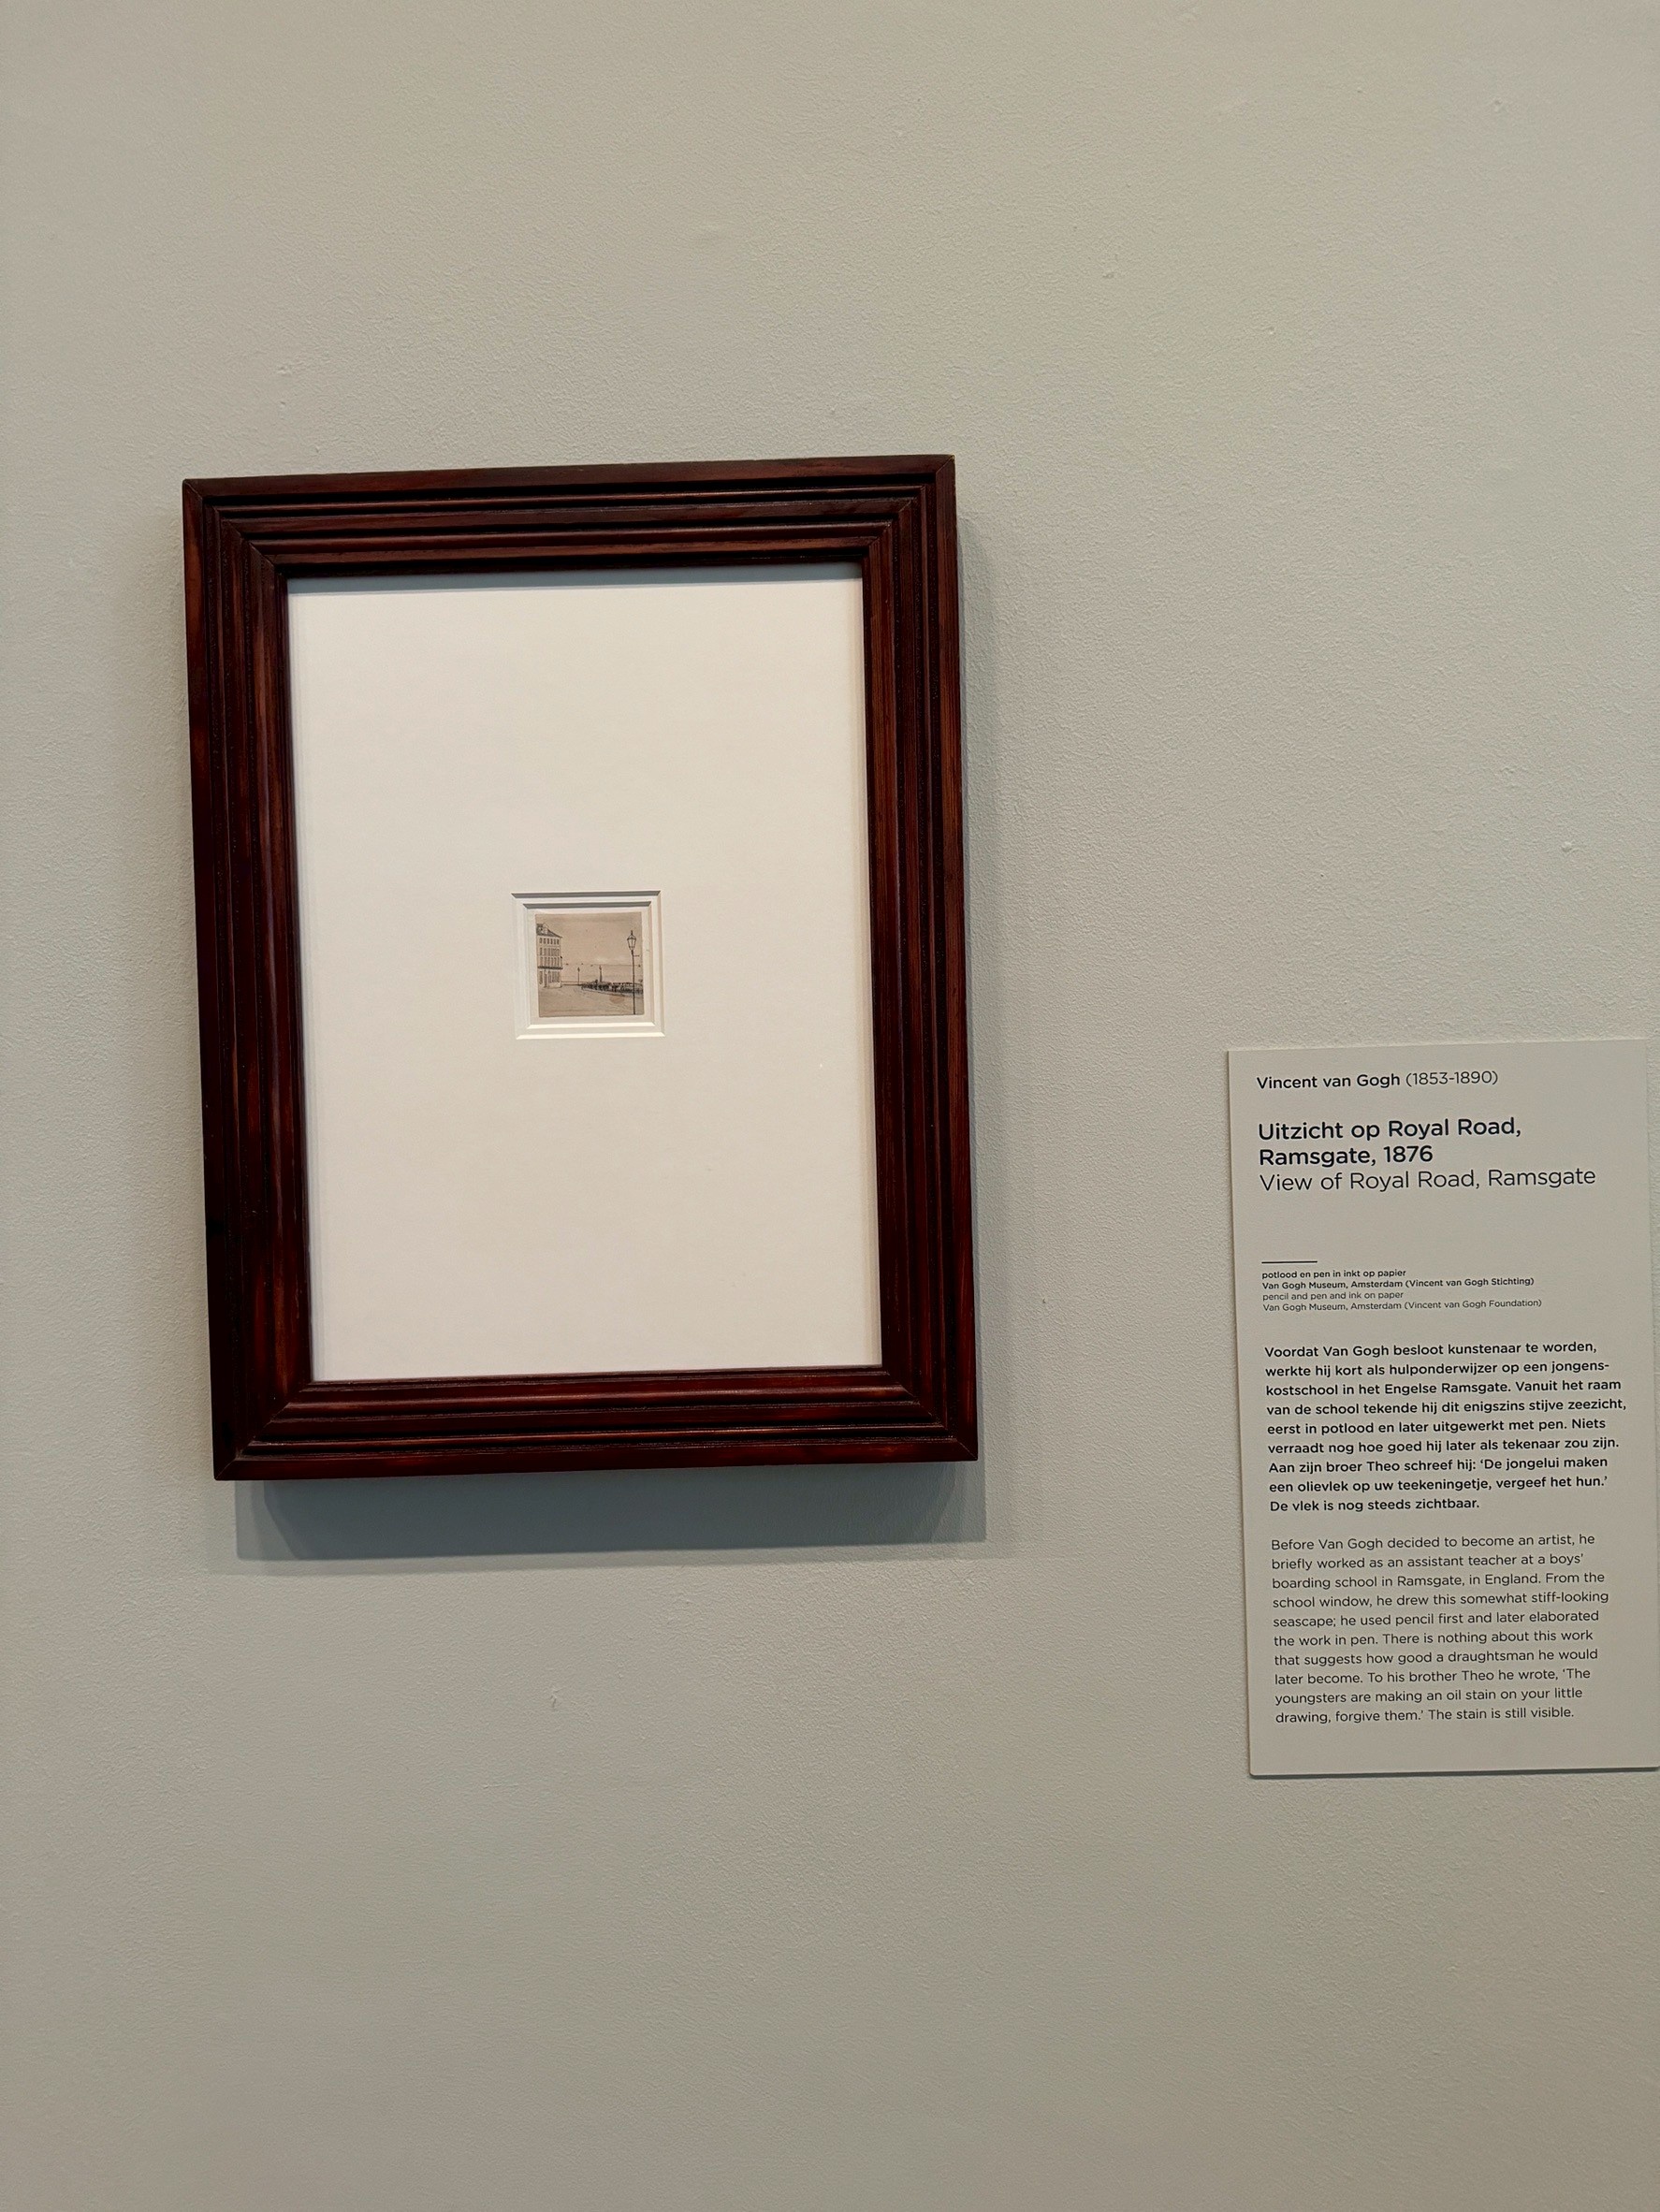 Vincent van Gogh (1853-1890)
Uitzicht op Royal Road,
Ramsgate, 1876
View of Royal Road, Ramsgate
potlood en pen in inkt op papier
Van Gogh Museum, Amsterdam (Vincent van Gogh Stichting)
pencil and pen and ink on paper
Van Gogh Museum, Amsterdam (Vincent van Gogh Foundation)
Voordat Van Gogh besloot kunstenaar te worden,
werkte hij kort als hulponderwijzer op een jongens-
kostschool in het Engelse Ramsgate. Vanuit het raam
van de school tekende hij dit enigszins stijve zeezicht,
eerst in potlood en later uitgewerkt met pen. Niets
verraadt nog hoe goed hij later als tekenaar zou zijn.
Aan zijn broer Theo schreef hij: ‘De jongelui maken
een olievlek op uw teekeningetje, vergeef het hun.’
De vlek is nog steeds zichtbaar.
Before Van Gogh decided to become an artist, he
briefly worked as an assistant teacher at a boys’
boarding school in Ramsgate, in England. From the
school window, he drew this somewhat stiff-looking
seascape; he used pencil first and later elaborated
the work in pen. There is nothing about this work
that suggests how good a draughtsman he would
later become. To his brother Theo he wrote, ‘The
youngsters are making an oil stain on your little
drawing, forgive them.’ The stain is still visible.